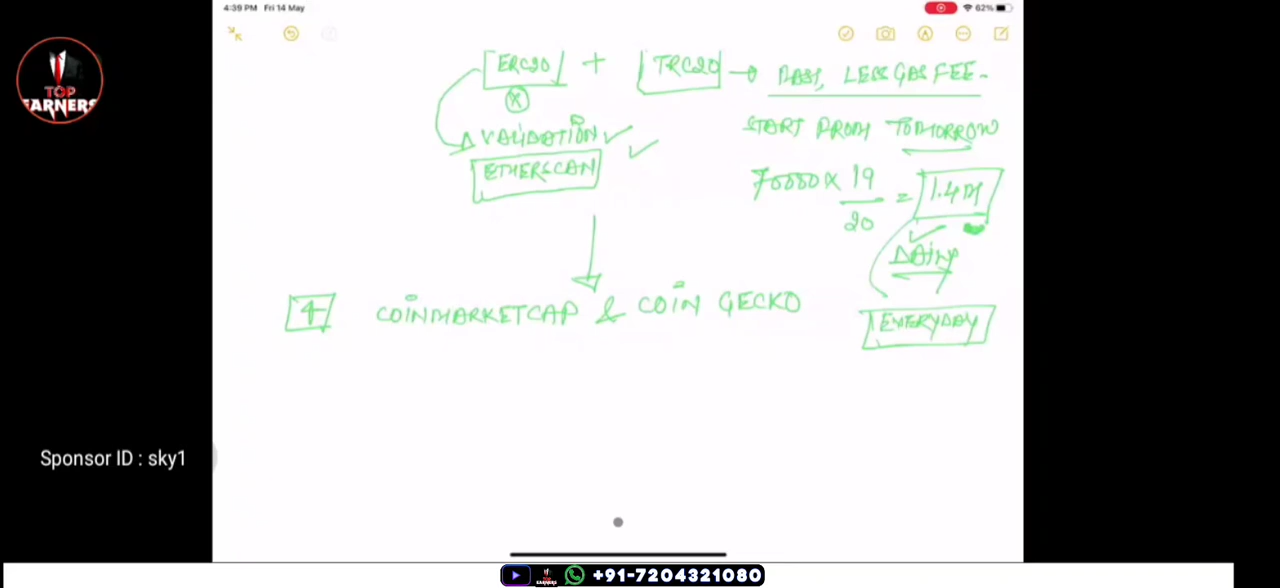 4:39 PM Fri 14 May
62%
ERC20 + TRC20 → FAST, LESS GAS FEE-
TOP
EARNERS
VALIDATION
START FROM TOMORROW
ETHERSCAN
70000 x 19
20
= 1.4M
DAILY
4 COINMARKETCAP & COIN GECKO
EVERYDAY
Sponsor ID : sky1
+91-7204321080